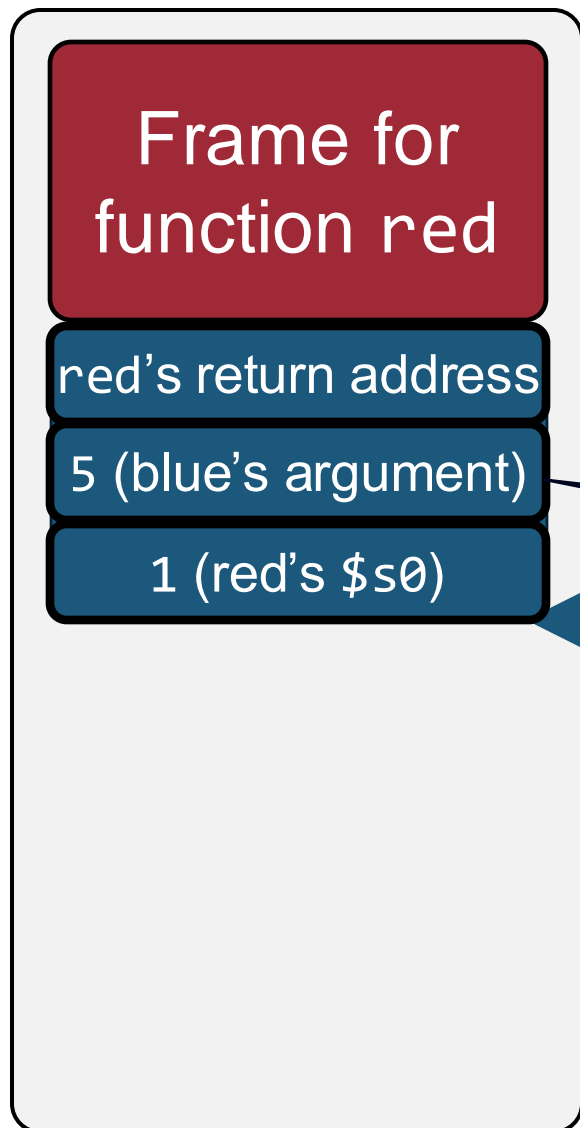 Frame for
function red
red’s return address
5 (blue’s argument)
1 (red’s $s0)